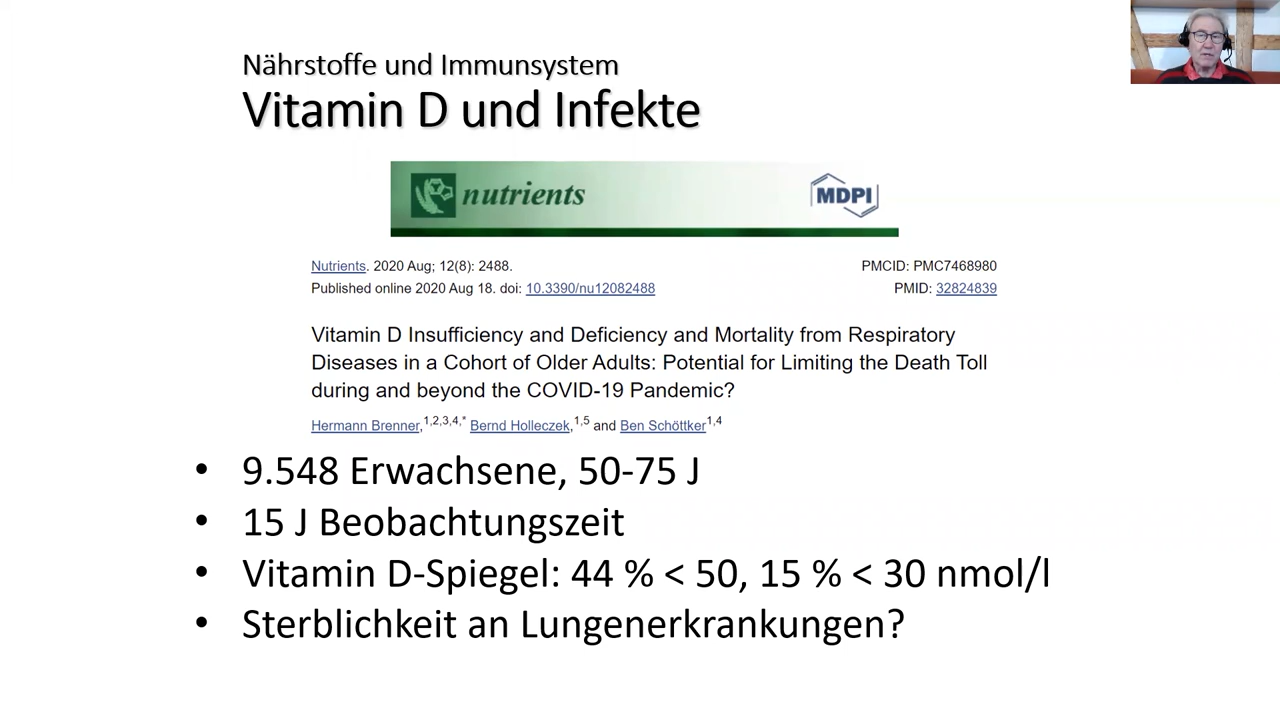 Nährstoffe und Immunsystem
Vitamin D und Infekte
nutrients
MDPI
Nutrients. 2020 Aug; 12(8): 2488.
PMCID: PMC7468980
Published online 2020 Aug 18. doi: 10.3390/nu12082488
PMID: 32824839
Vitamin D Insufficiency and Deficiency and Mortality from Respiratory
Diseases in a Cohort of Older Adults: Potential for Limiting the Death Toll
during and beyond the COVID-19 Pandemic?
Hermann Brenner,1,2,3,4,* Bernd Holleczek,1,5 and Ben Schöttker1,4
• 9.548 Erwachsene, 50-75 J
• 15 J Beobachtungszeit
• Vitamin D-Spiegel: 44 % < 50, 15 % < 30 nmol/l
• Sterblichkeit an Lungenerkrankungen?